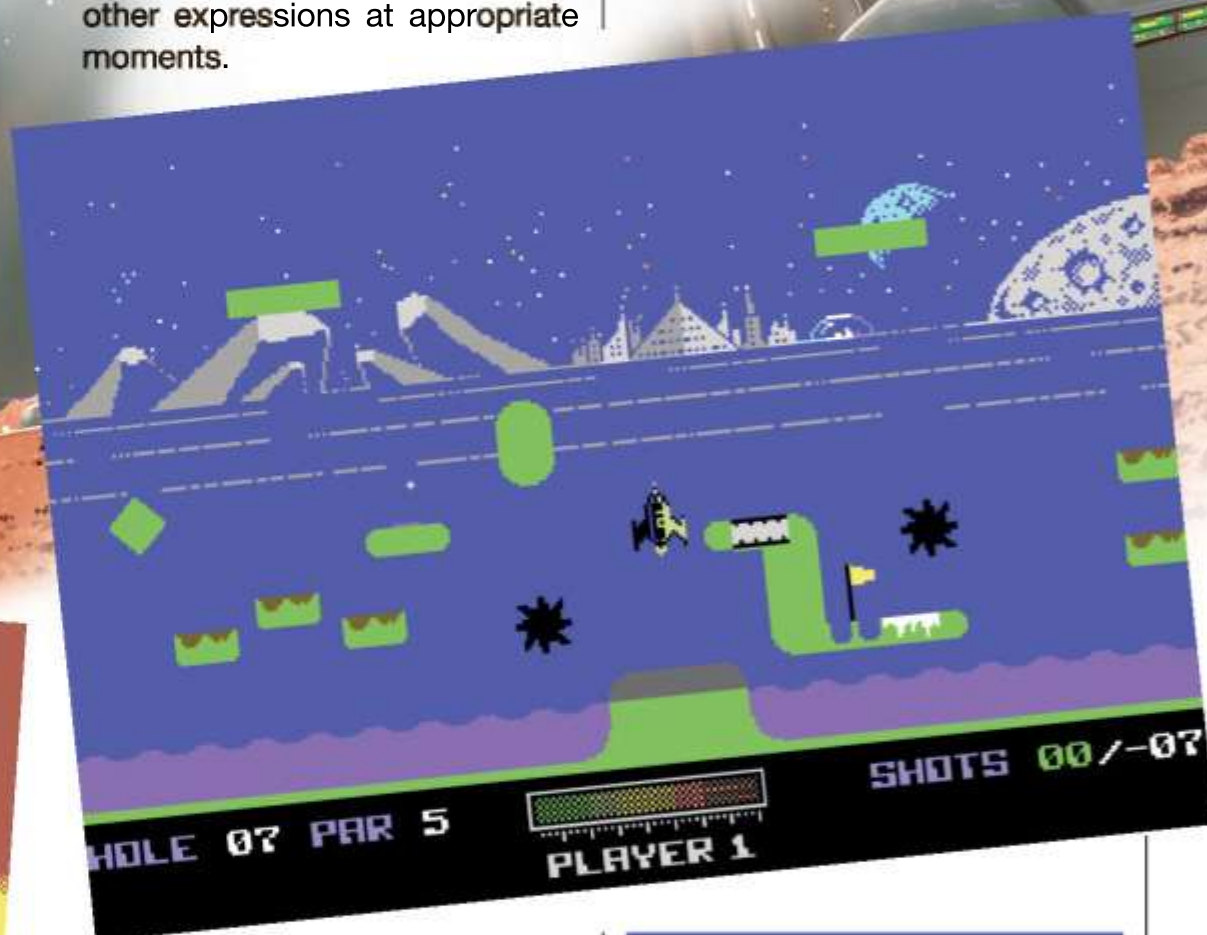 other expressions at appropriate
moments.
HOLE 07 PAR 5
SHOTS 00/-07
PLAYER 1